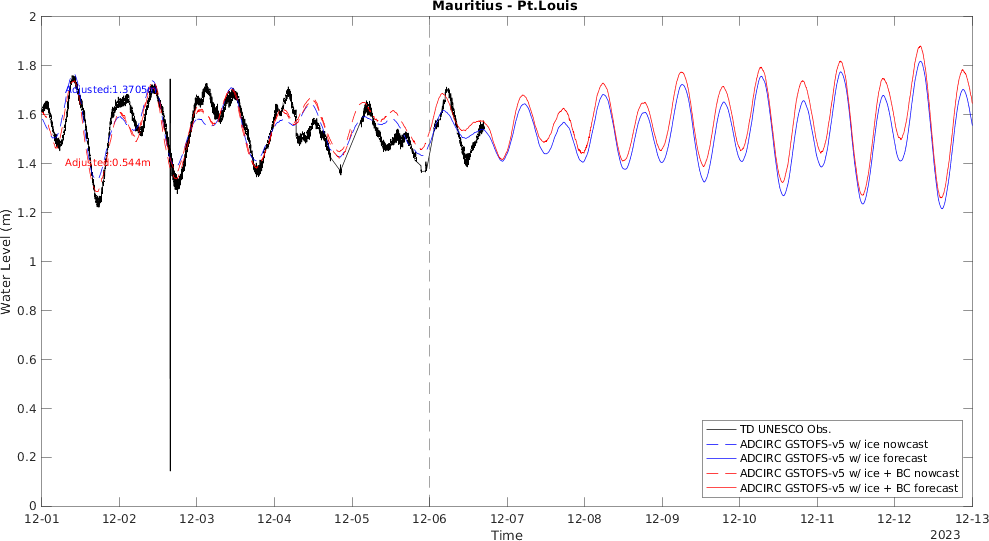 Mauritius - Pt.Louis
Water Level (m)
2
1.8
1.6
1.4
1.2
1
0.8
0.6
0.4
0.2
0
Adjusted:1.3705m
Adjusted:0.544m
TD UNESCO Obs.
ADCIRC GSTOFS-v5 w/ ice nowcast
ADCIRC GSTOFS-v5 w/ ice forecast
ADCIRC GSTOFS-v5 w/ ice + BC nowcast
ADCIRC GSTOFS-v5 w/ ice + BC forecast
12-01 12-02 12-03 12-04 12-05 12-06 12-07 12-08 12-09 12-10 12-11 12-12 12-13
Time
2023